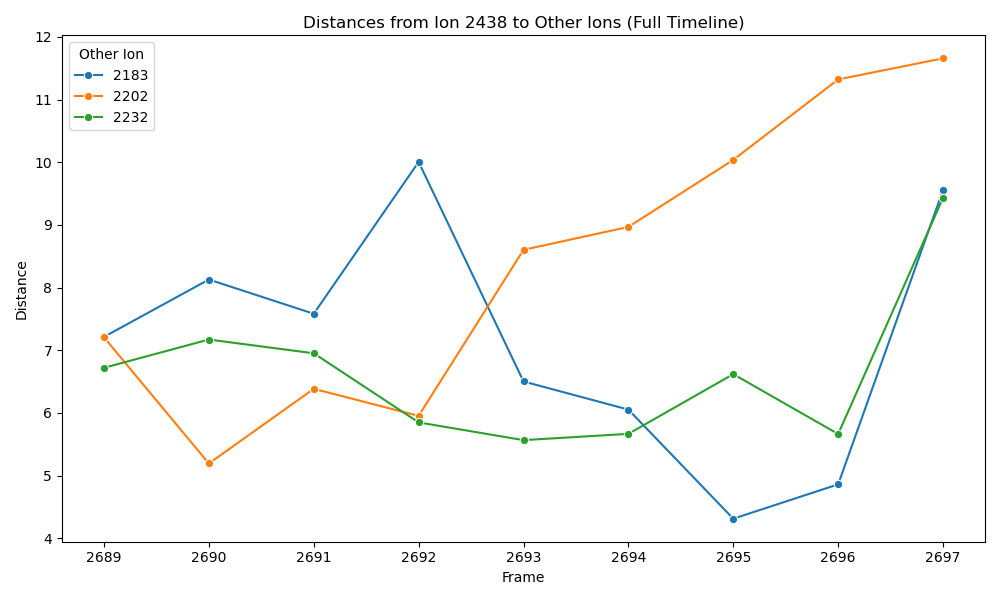 Distances from Ion 2438 to Other Ions (Full Timeline)
12
11
10
9
8
7
6
5
4
Distance
Other Ion
2183
2202
2232
2689 2690 2691 2692 2693 2694 2695 2696 2697
Frame